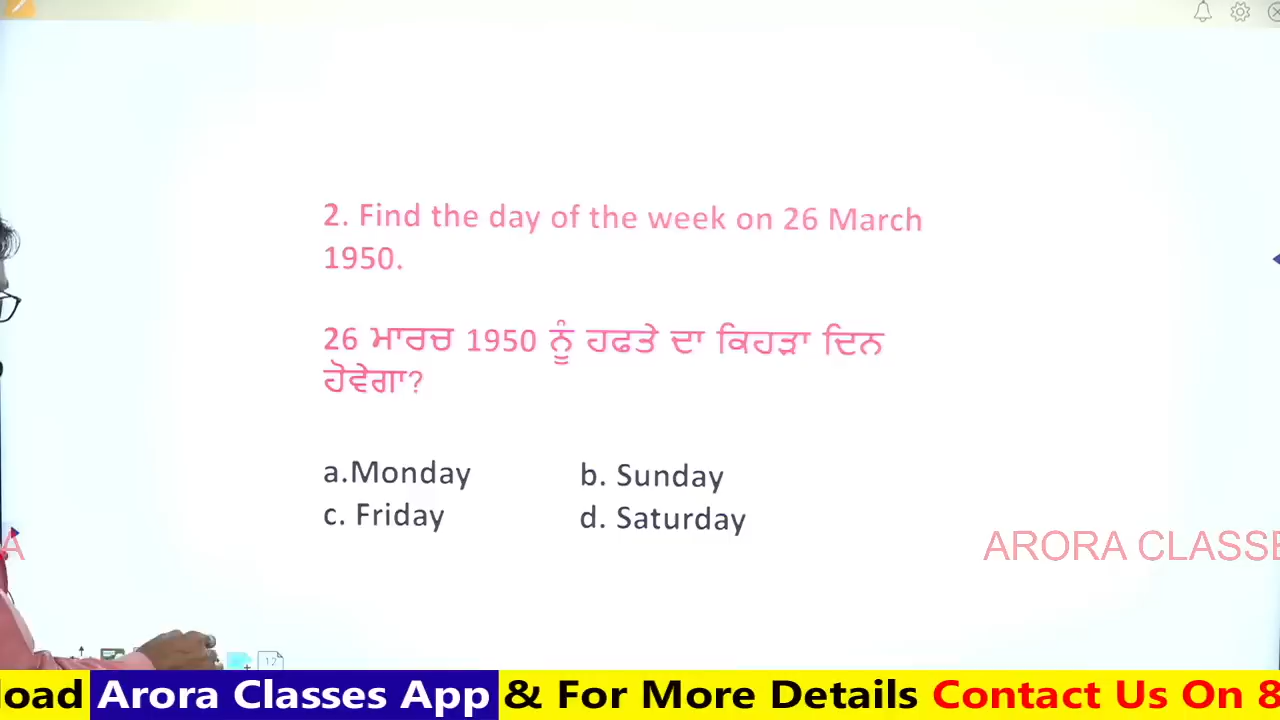 2. Find the day of the week on 26 March
1950.
26 ਮਾਰਚ 1950 ਨੂੰ ਹਫਤੇ ਦਾ ਕਿਹੜਾ ਦਿਨ
ਹੋਵੇਗਾ?
a.Monday b. Sunday
c. Friday d. Saturday
A ARORA CLASSE
12
load Arora Classes App & For More Details Contact Us On 8